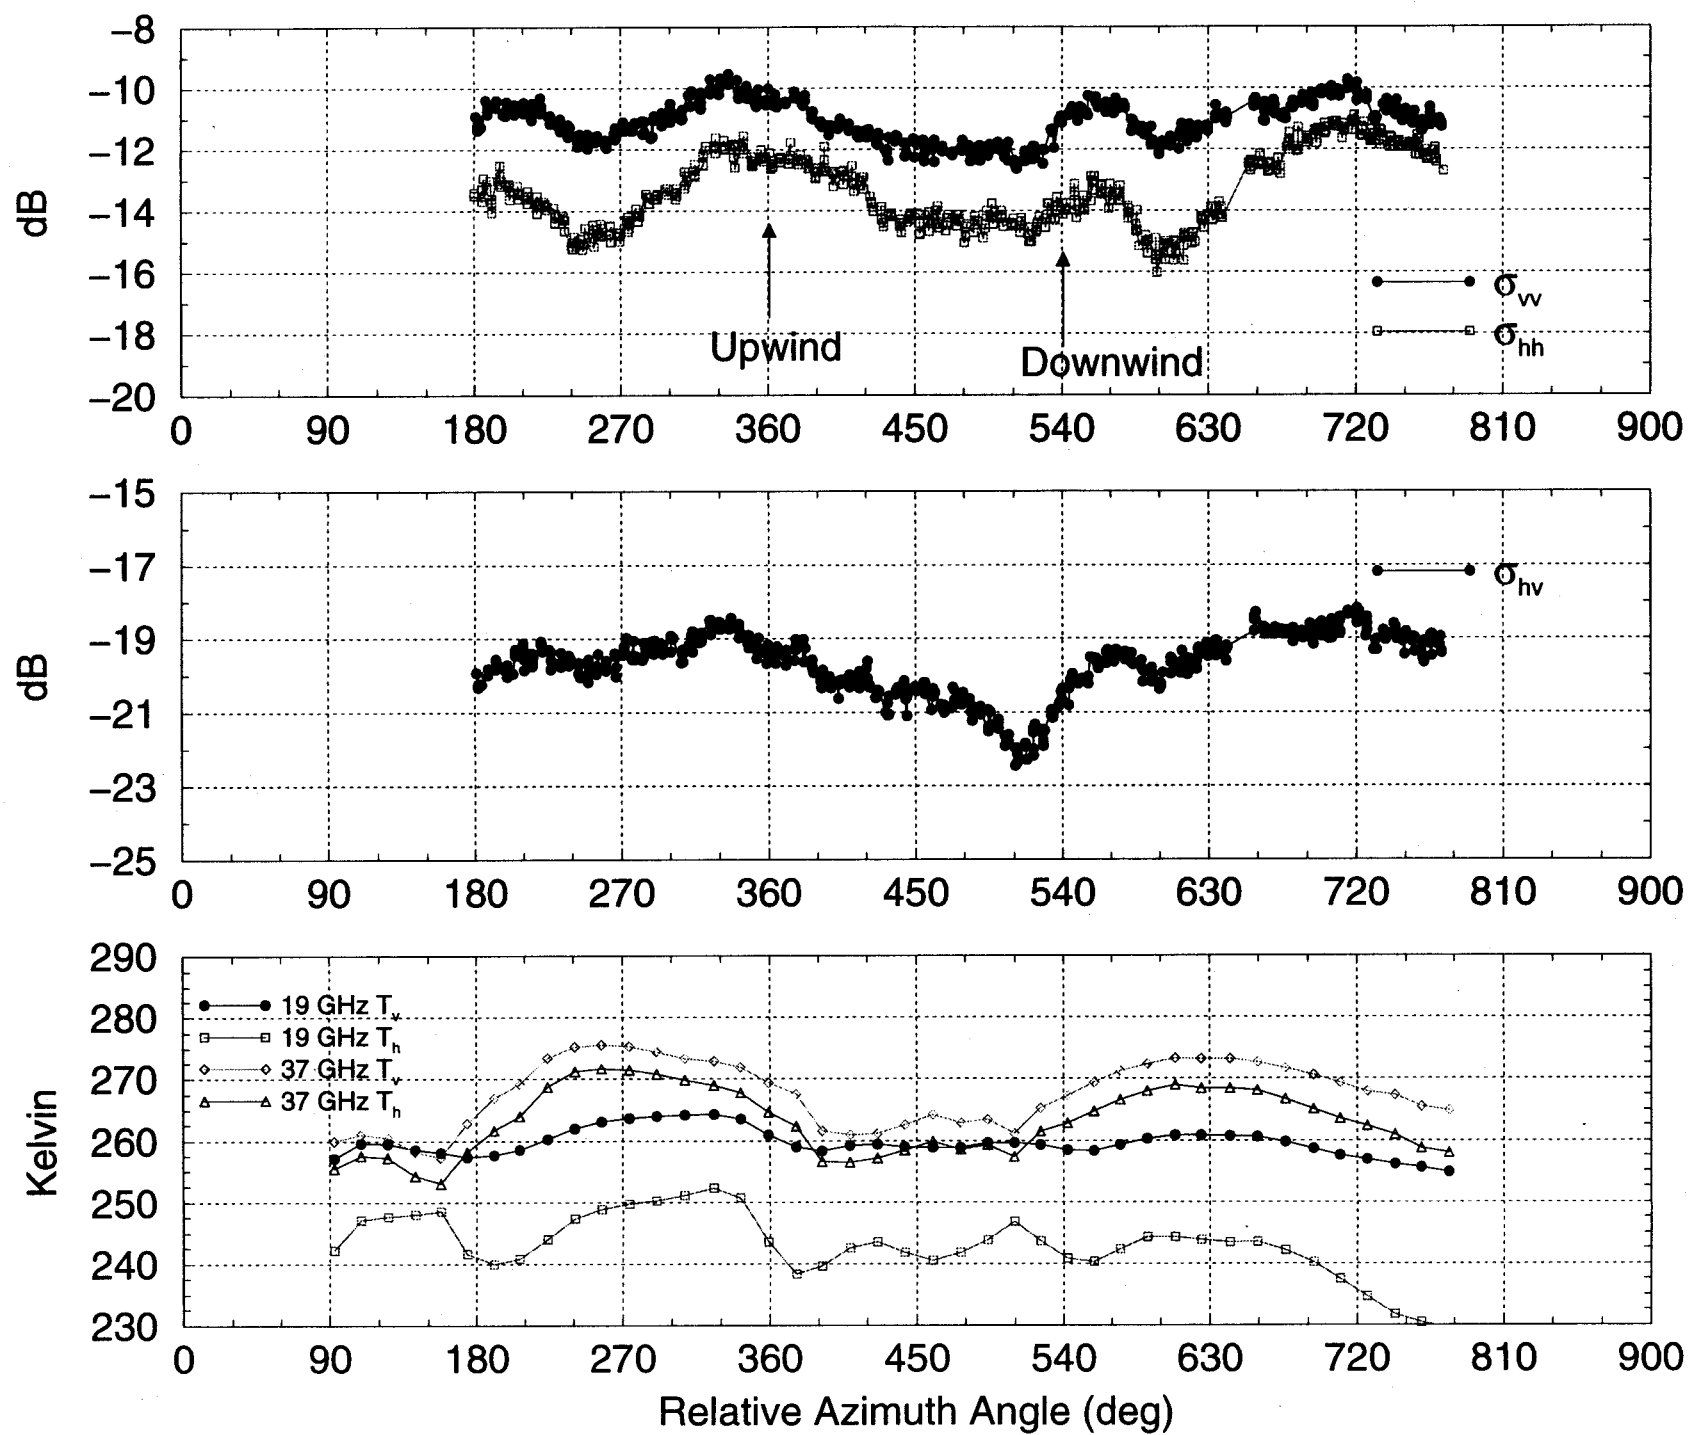 −8
−10
−12
−14
−16
−18
−20
dB
Upwind
Downwind
σvv
σhh
0 90 180 270 360 450 540 630 720 810 900
−15
−17
−19
−21
−23
−25
dB
σhv
0 90 180 270 360 450 540 630 720 810 900
290
280
270
260
250
240
230
Kelvin
19 GHz Tv
19 GHz Th
37 GHz Tv
37 GHz Th
0 90 180 270 360 450 540 630 720 810 900
Relative Azimuth Angle (deg)